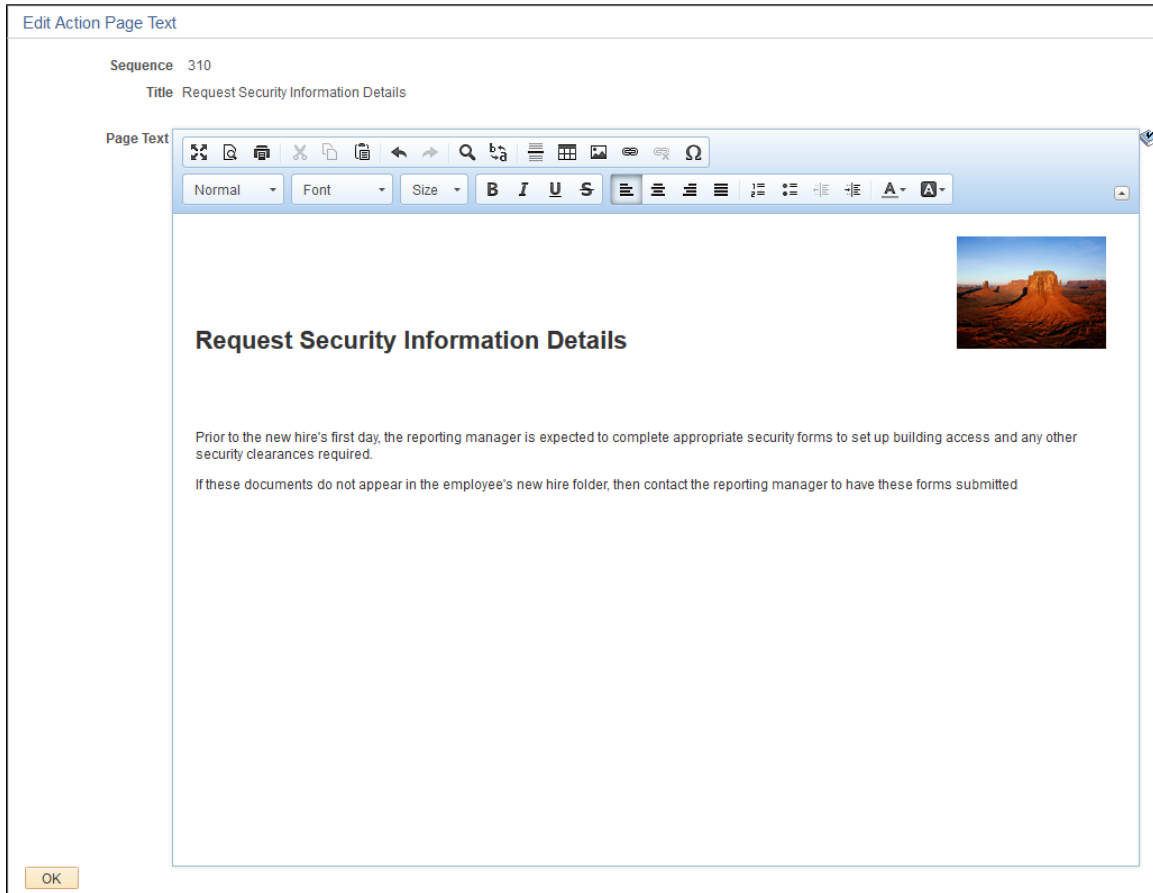 Edit Action Page Text
Sequence 310
Title Request Security Information Details
Page Text
Normal Font Size B I U S A A
Request Security Information Details
Prior to the new hire's first day, the reporting manager is expected to complete appropriate security forms to set up building access and any other
security clearances required.
If these documents do not appear in the employee's new hire folder, then contact the reporting manager to have these forms submitted
OK